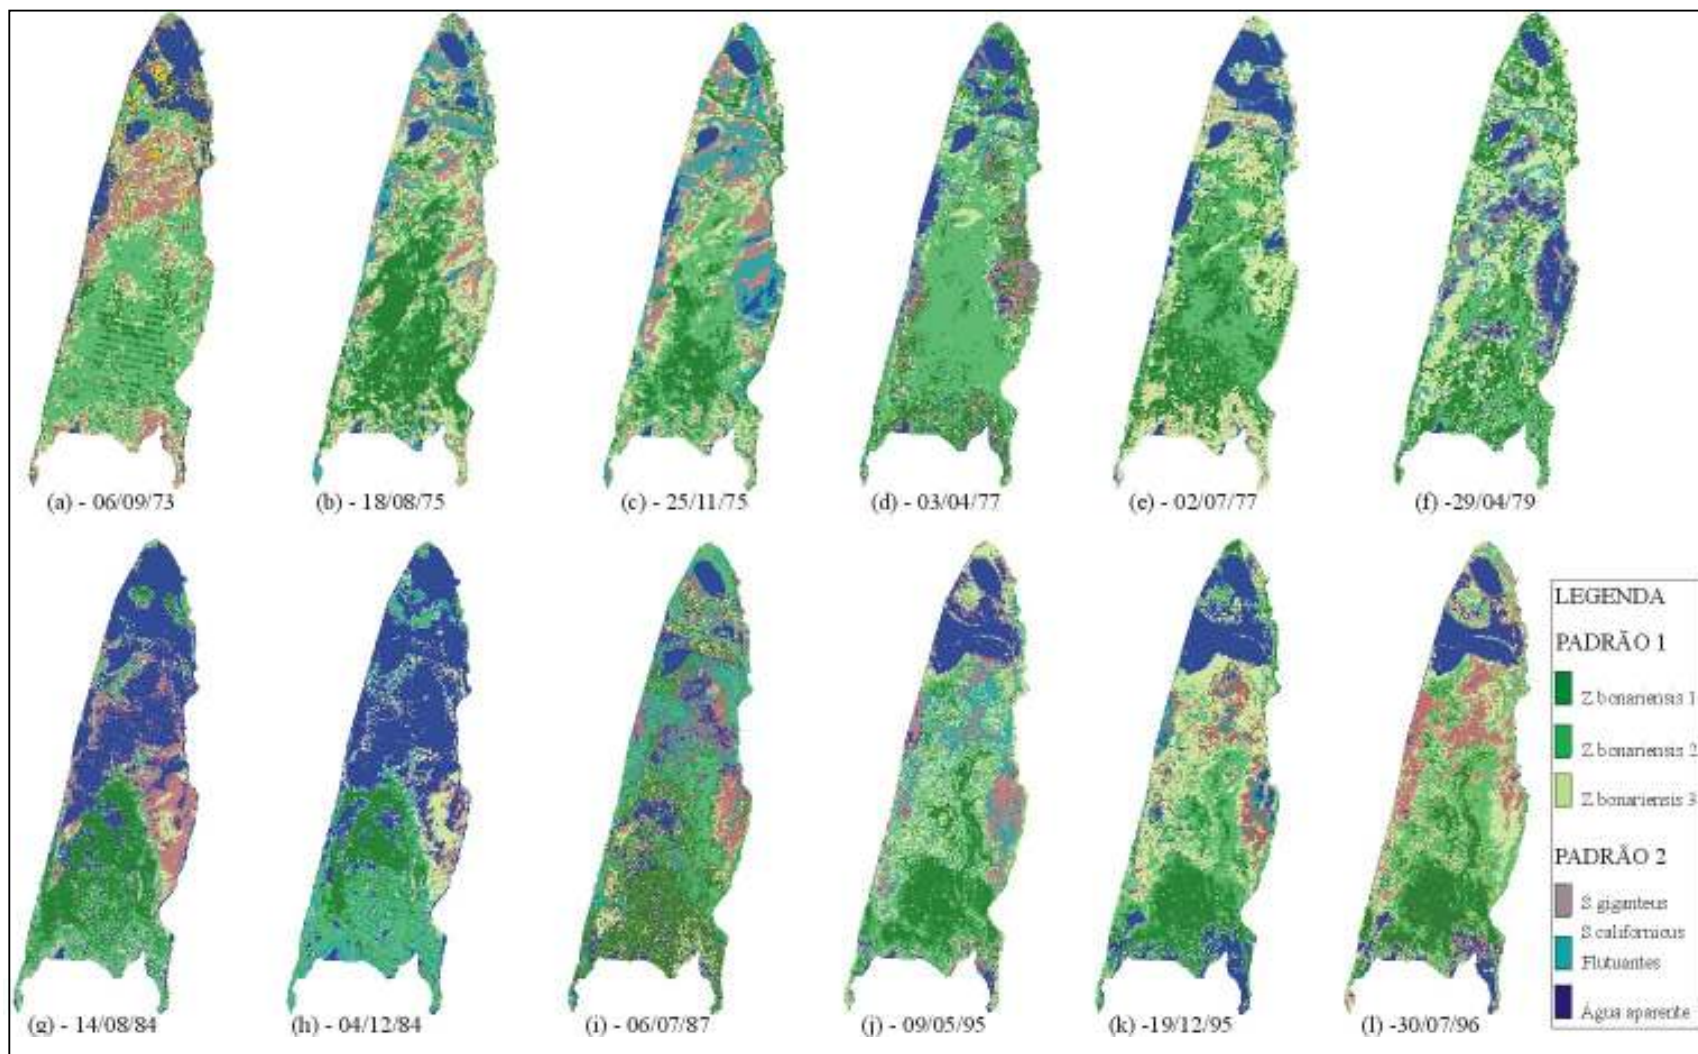 (a) - 06/09/73
(b) - 18/08/75
(c) - 25/11/75
(d) - 03/04/77
(e) - 02/07/77
(f) -29/04/79
(g) - 14/08/84
(h) - 04/12/84
(i) - 06/07/87
(j) - 09/05/95
(k) -19/12/95
(l) -30/07/96
LEGENDA
PADRÃO 1
Z bonariensis 1
Z bonariensis 2
Z bonariensis 3
PADRÃO 2
S giganteus
S californicus
Flutuantes
Água aparente